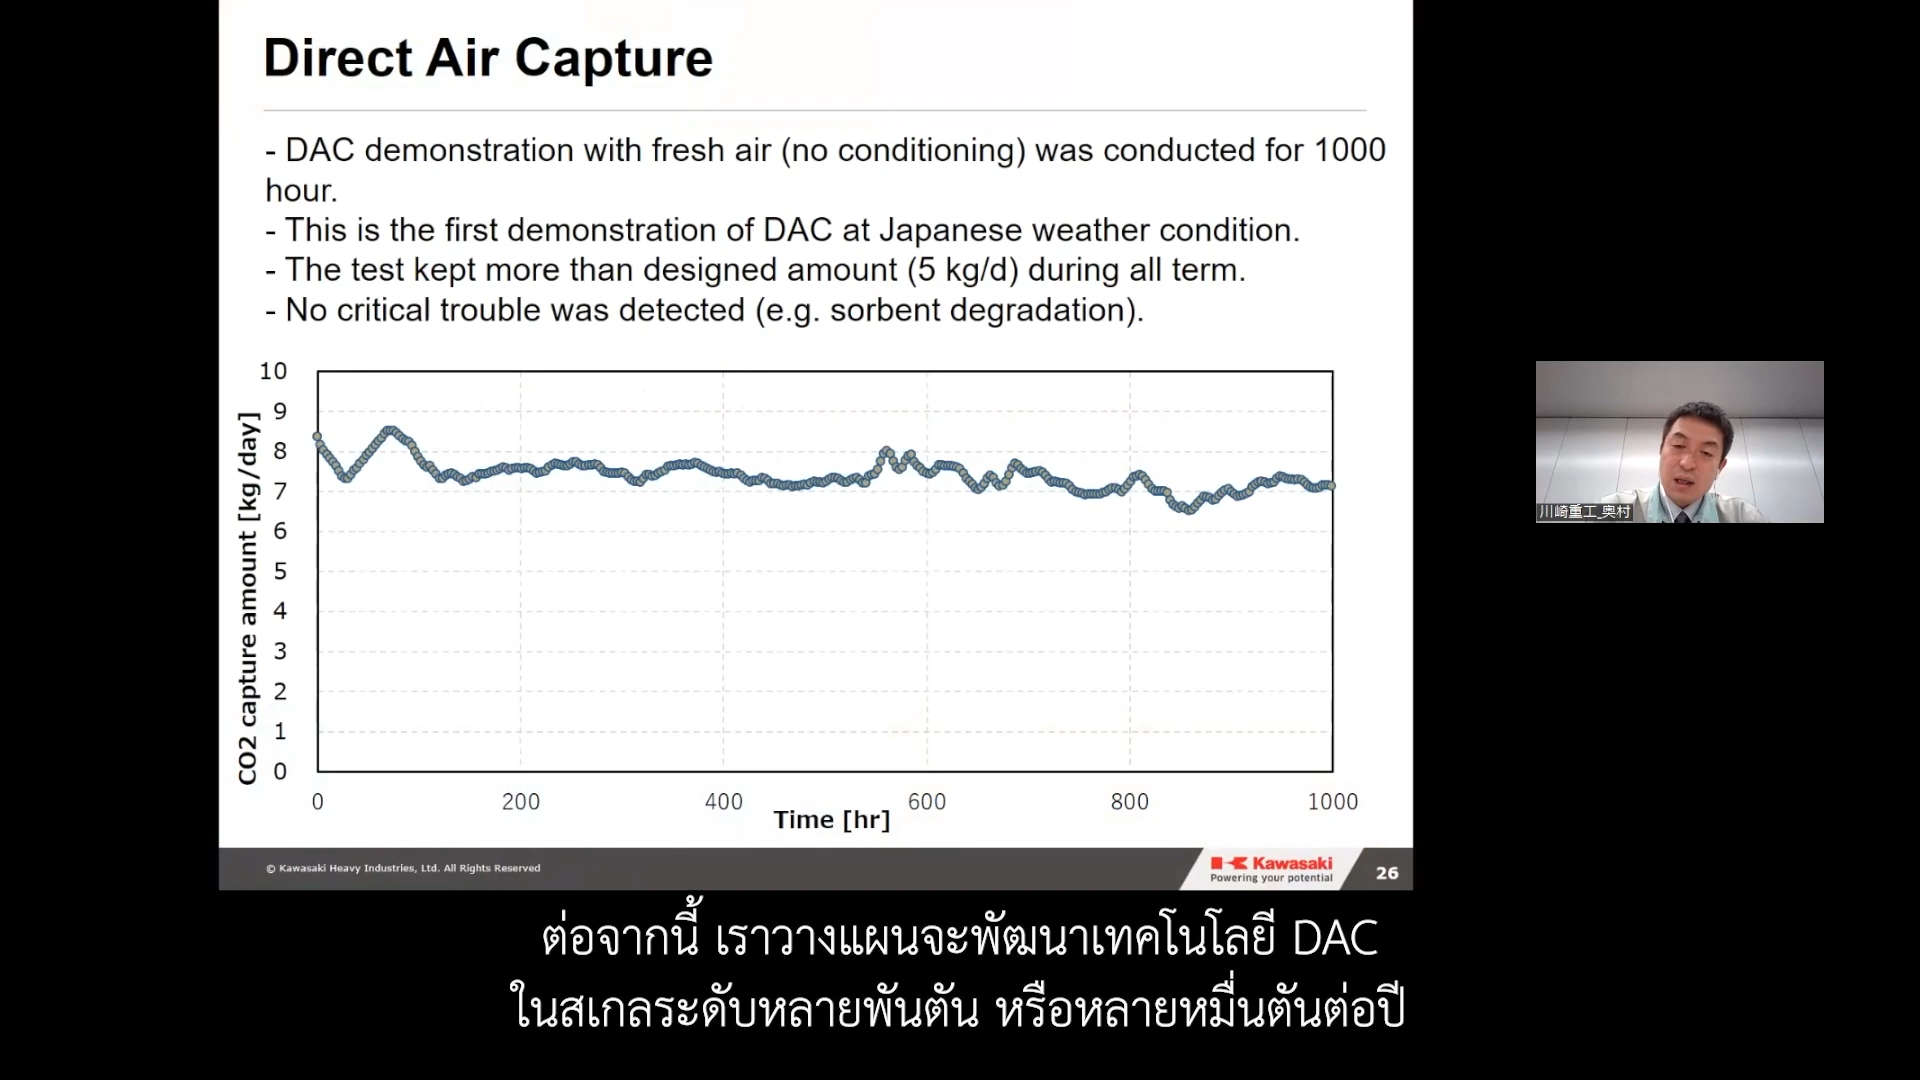 Direct Air Capture
- DAC demonstration with fresh air (no conditioning) was conducted for 1000
hour.
- This is the first demonstration of DAC at Japanese weather condition.
- The test kept more than designed amount (5 kg/d) during all term.
- No critical trouble was detected (e.g. sorbent degradation).
CO2 capture amount [kg/day]
10
9
8
7
6
5
4
3
2
1
0
0 200 400 600 800 1000
Time [hr]
川崎重工_奥村
© Kawasaki Heavy Industries, Ltd. All Rights Reserved
Kawasaki
Powering your potential
26
ต่อจากนี้ เราวางแผนจะพัฒนาเทคโนโลยี DAC
ในสเกลระดับหลายพันตัน หรือหลายหมื่นตันต่อปี